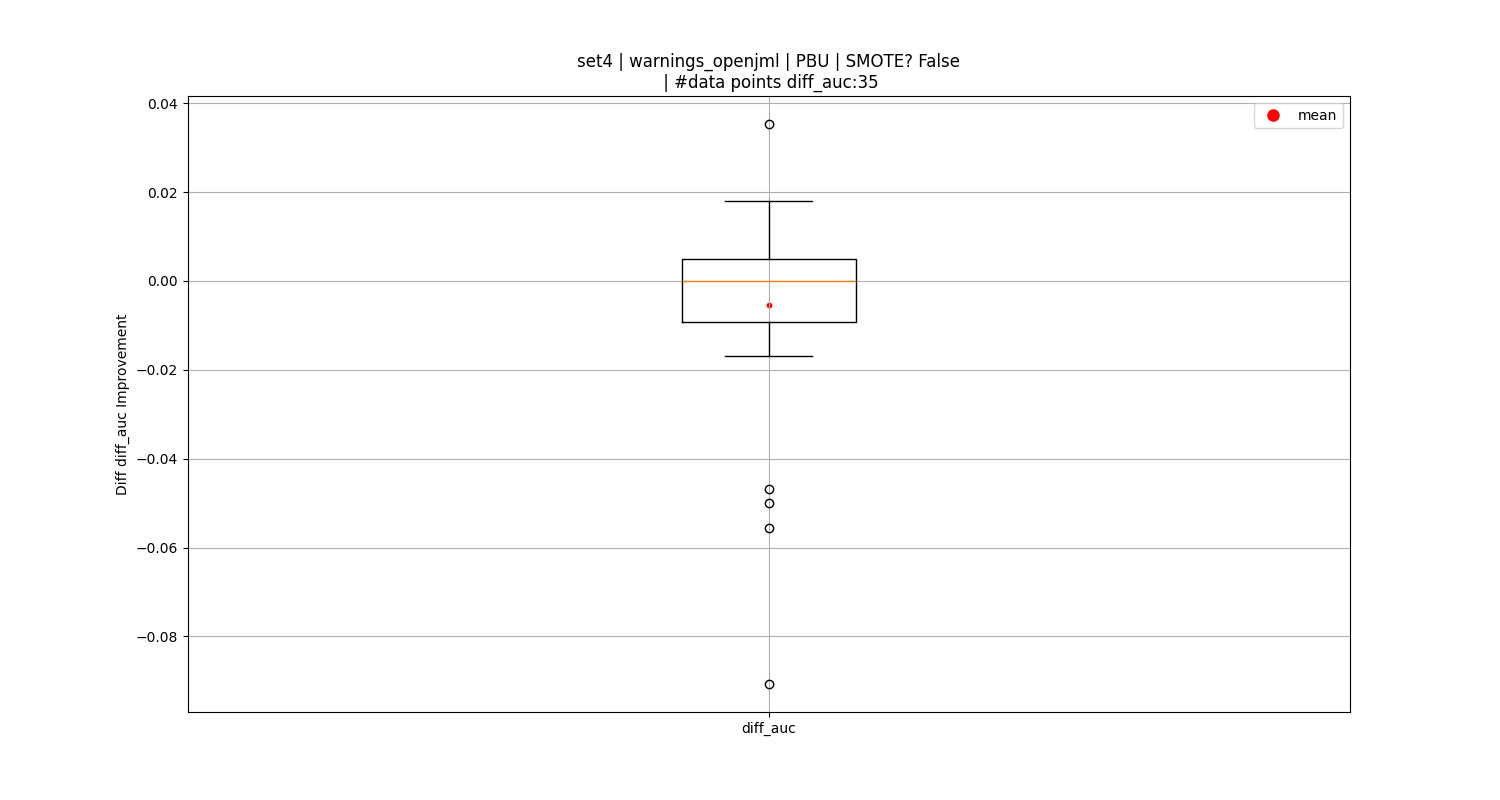 set4 | warnings_openjml | PBU | SMOTE? False
| #data points diff_auc:35
mean
0.04
0.02
0.00
−0.02
−0.04
−0.06
−0.08
Diff diff_auc Improvement
diff_auc